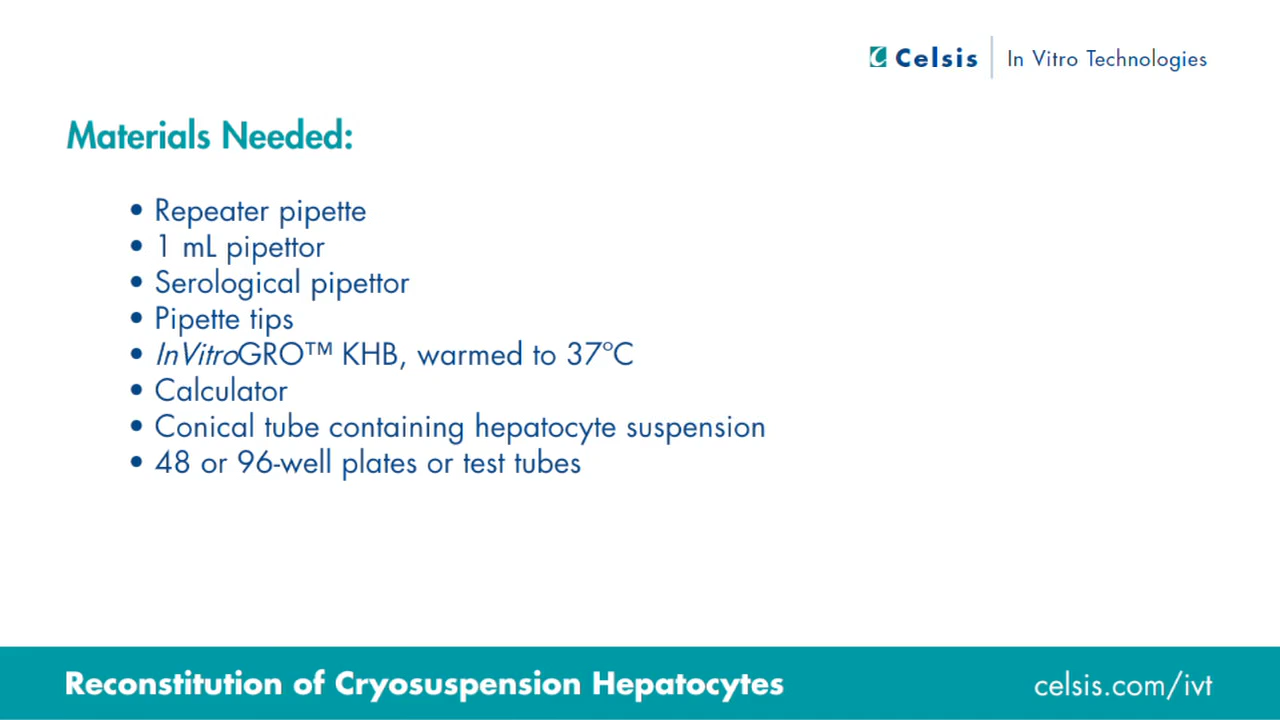 Celsis | In Vitro Technologies
Materials Needed:
• Repeater pipette
• 1 mL pipettor
• Serological pipettor
• Pipette tips
• InVitroGRO™ KHB, warmed to 37°C
• Calculator
• Conical tube containing hepatocyte suspension
• 48 or 96-well plates or test tubes
Reconstitution of Cryosuspension Hepatocytes
celsis.com/ivt